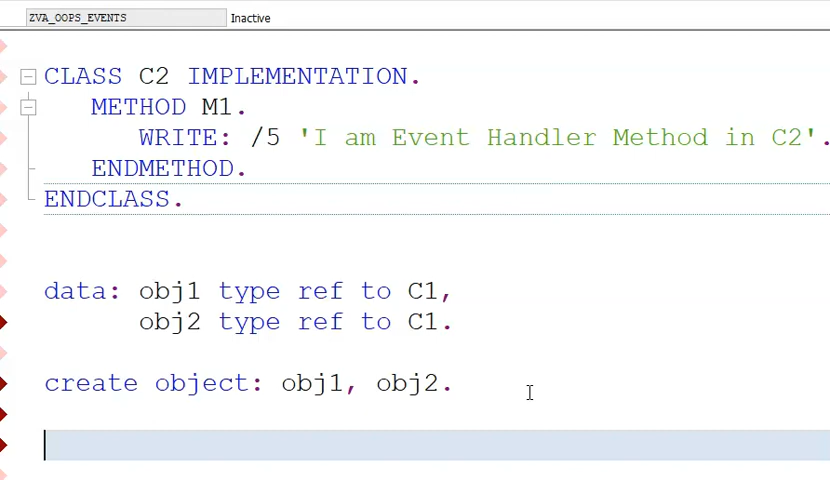 ZVA_OOPS_EVENTS Inactive
CLASS C2 IMPLEMENTATION.
METHOD M1.
WRITE: /5 'I am Event Handler Method in C2'.
ENDMETHOD.
ENDCLASS.
data: obj1 type ref to C1,
obj2 type ref to C1.
create object: obj1, obj2.